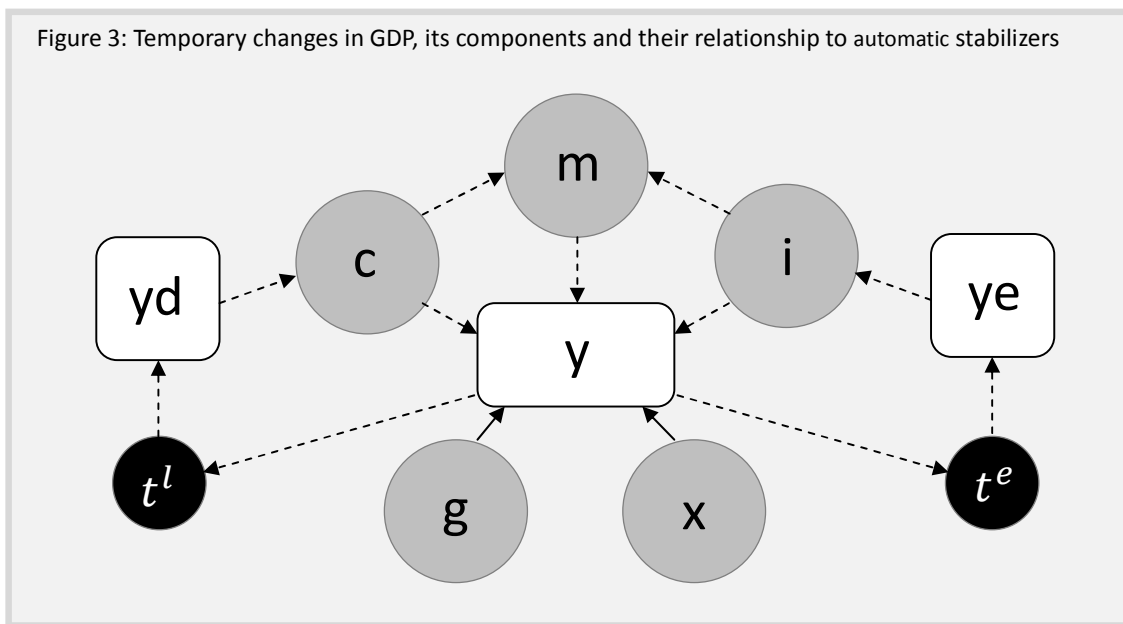 Figure 3: Temporary changes in GDP, its components and their relationship to automatic stabilizers
m
c
i
yd
ye
y
t^l
t^e
g
x